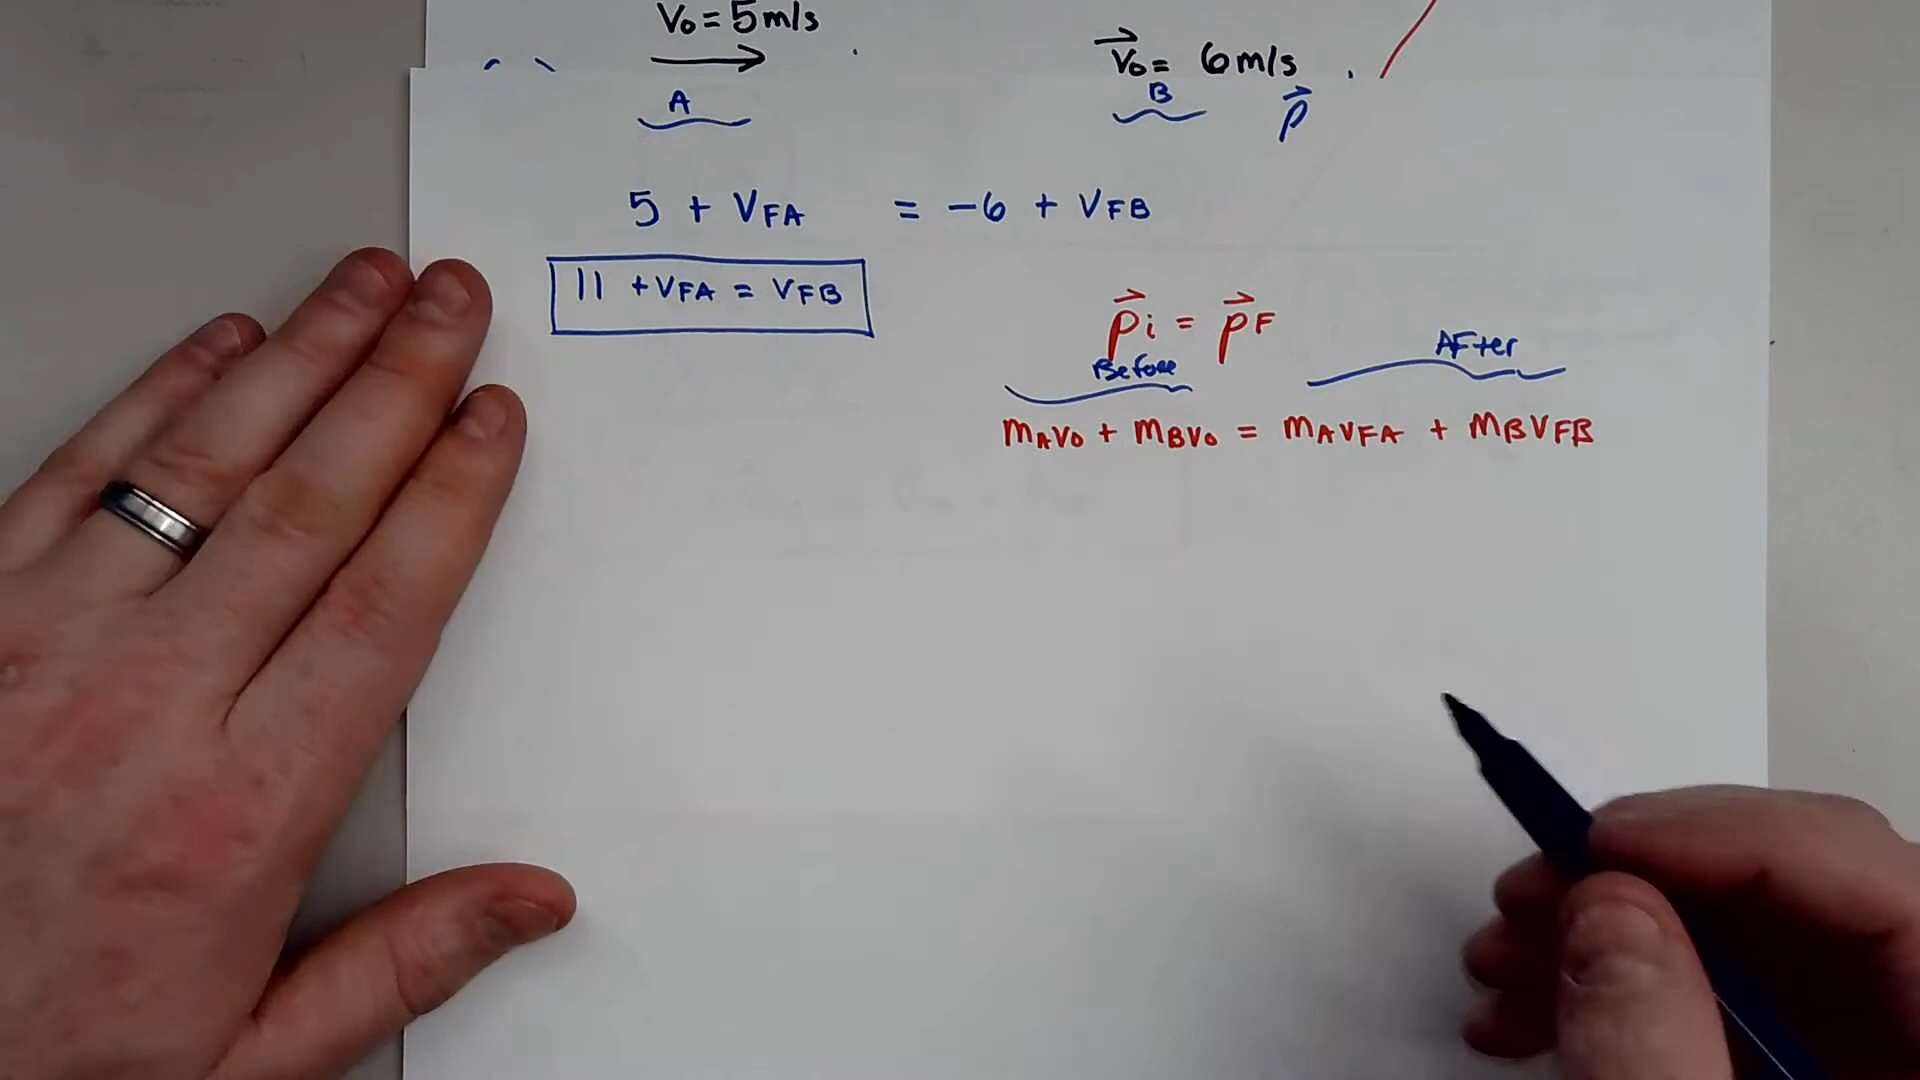 V₀ = 5 m/s
V₀ = 6 m/s
A
B
p
5 + VFA = -6 + VFB
11 + VFA = VFB
pi = pF
Before
AFter
mAV₀ + mBV₀ = mAVFA + mBVFB